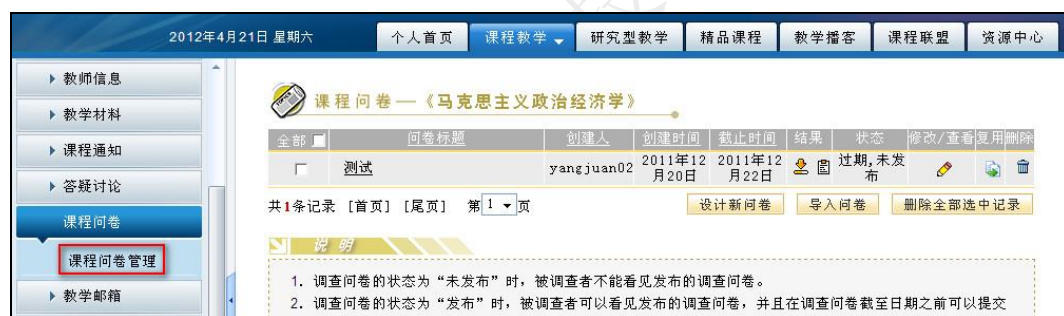 2012年4月21日 星期六 个人首页 课程教学 研究型教学 精品课程 教学播客 课程联盟 资源中心
教师信息
教学材料
课程通知
答疑讨论
课程问卷
课程问卷管理
教学邮箱
课程问卷—《马克思主义政治经济学》
全部 问卷标题 创建人 创建时间 截止时间 结果 状态 修改/查看 复用 删除
测试 yangjuan02 2011年12月20日 2011年12月22日 过期,未发布
共1条记录 [首页] [尾页] 第1页 设计新问卷 导入问卷 删除全部选中记录
说 明
1. 调查问卷的状态为“未发布”时，被调查者不能看见发布的调查问卷。
2. 调查问卷的状态为“发布”时，被调查者可以看见发布的调查问卷，并且在调查问卷截至日期之前可以提交